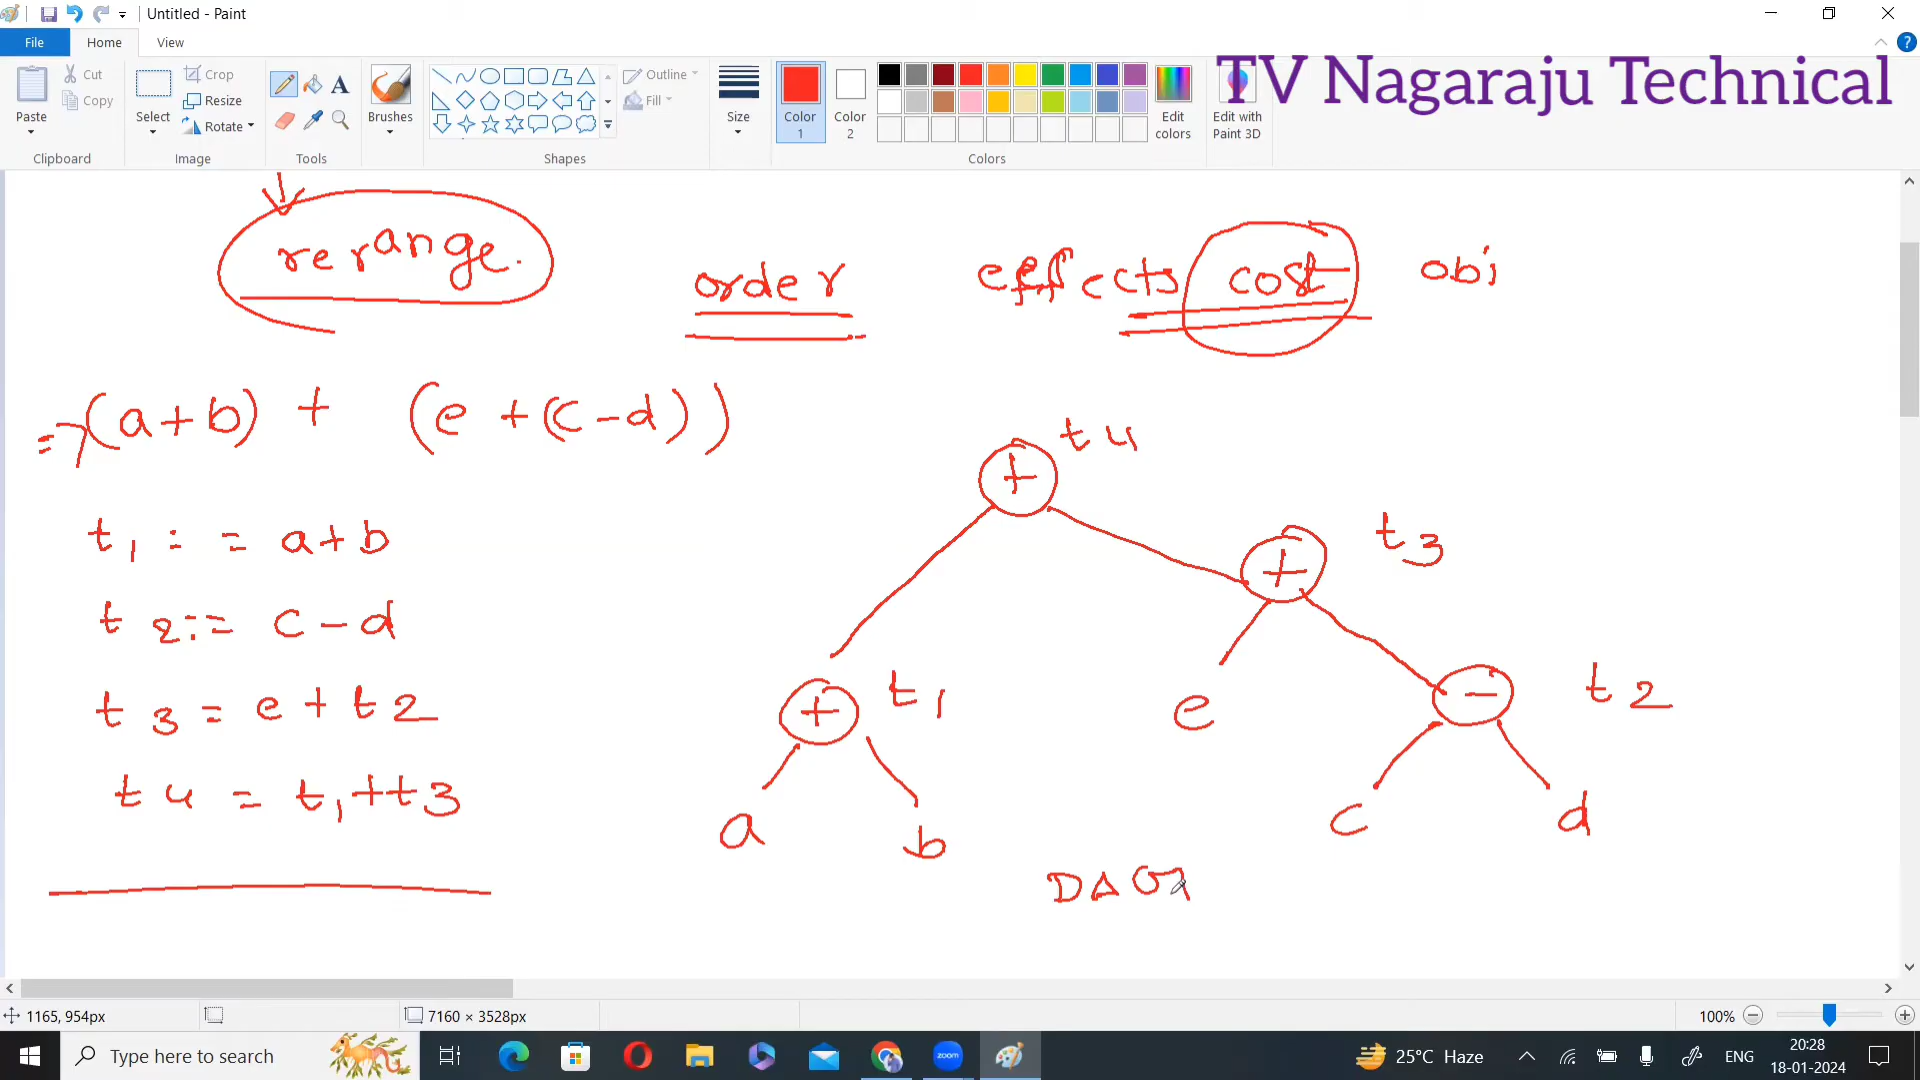 Untitled - Paint
File Home View
TV Nagaraju Technical
Paste Cut Copy Clipboard
Select Crop Resize Rotate Image
Tools
Brushes
Outline Fill Shapes
Size
Color 1 Color 2 Edit colors Colors
Edit with Paint 3D
rerange.
order effects cost obj
=> (a+b) + (e + (c-d))
t1 := a+b
t2 := c-d
t3 = e + t2
t4 = t1+t3
+ t4
+ t3
+ t1
e
- t2
a b
c d
DAG
1165, 954px
7160 × 3528px
100%
Type here to search
zoom
25°C Haze
ENG
20:28
18-01-2024